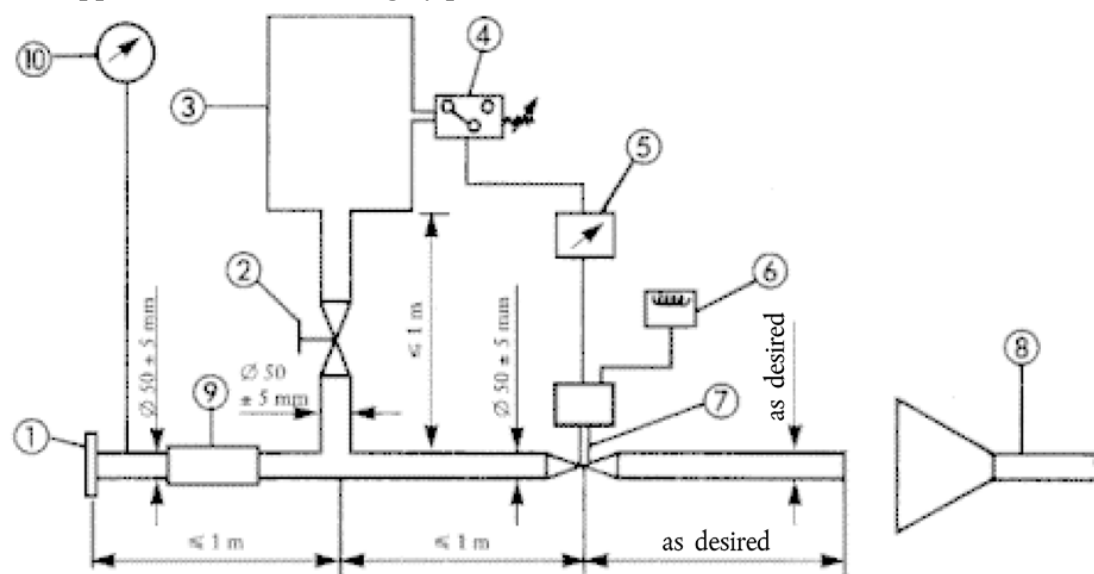 10
4
3
5
2
6
≤ 1 m
Ø 50 ± 5 mm
Ø 50
± 5 mm
Ø 50 ± 5 mm
as desired
8
9
7
1
≤ 1 m
≤ 1 m
as desired